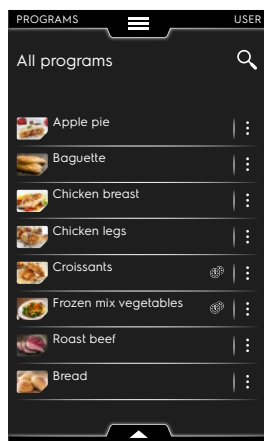 PROGRAMS USER
All programs
Apple pie
Baguette
Chicken breast
Chicken legs
Croissants
Frozen mix vegetables
Roast beef
Bread